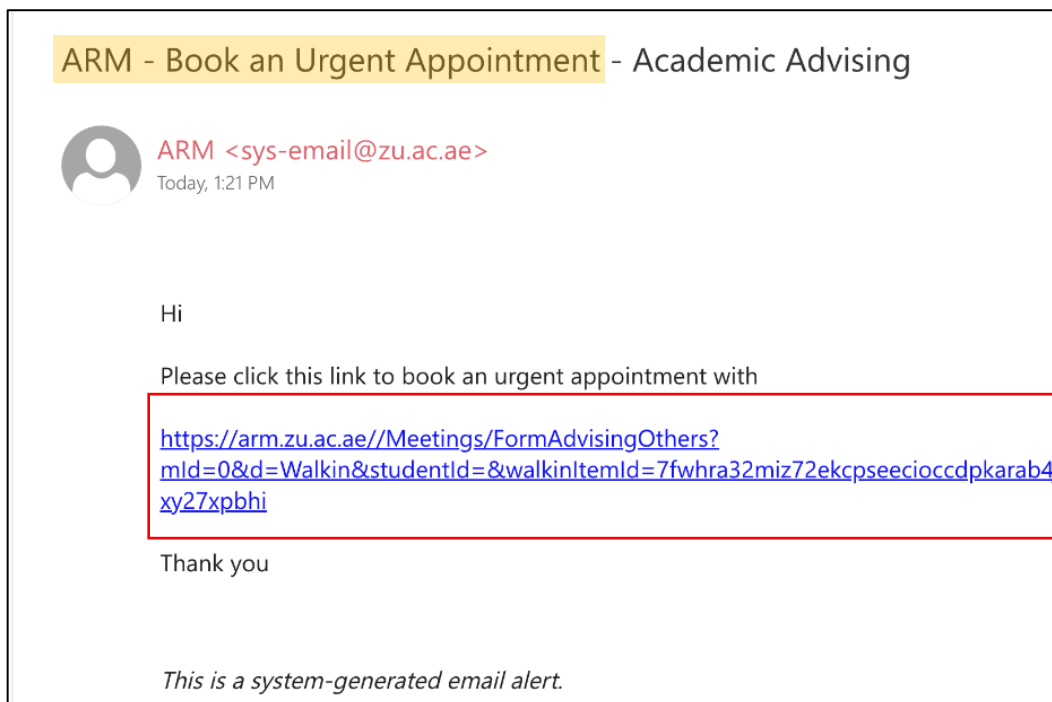 ARM - Book an Urgent Appointment - Academic Advising
ARM <sys-email@zu.ac.ae>
Today, 1:21 PM
Hi
Please click this link to book an urgent appointment with
https://arm.zu.ac.ae//Meetings/FormAdvisingOthers?
mId=0&d=Walkin&studentId=&walkinItemId=7fwhra32miz72ekcpseecioccdpkarab4
xy27xpbhi
Thank you
This is a system-generated email alert.